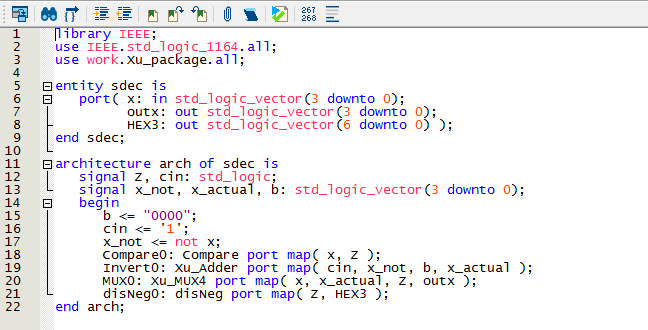 267
268
1 library IEEE;
2 use IEEE.std_logic_1164.all;
3 use work.Xu_package.all;
4
5 entity sdec is
6 port( x: in std_logic_vector(3 downto 0);
7 outx: out std_logic_vector(3 downto 0);
8 HEX3: out std_logic_vector(6 downto 0) );
9 end sdec;
10
11 architecture arch of sdec is
12 signal Z, cin: std_logic;
13 signal x_not, x_actual, b: std_logic_vector(3 downto 0);
14 begin
15 b <= "0000";
16 cin <= '1';
17 x_not <= not x;
18 Compare0: Compare port map( x, Z );
19 Invert0: Xu_Adder port map( cin, x_not, b, x_actual );
20 MUX0: Xu_MUX4 port map( x, x_actual, Z, outx );
21 disNeg0: disNeg port map( Z, HEX3 );
22 end arch;